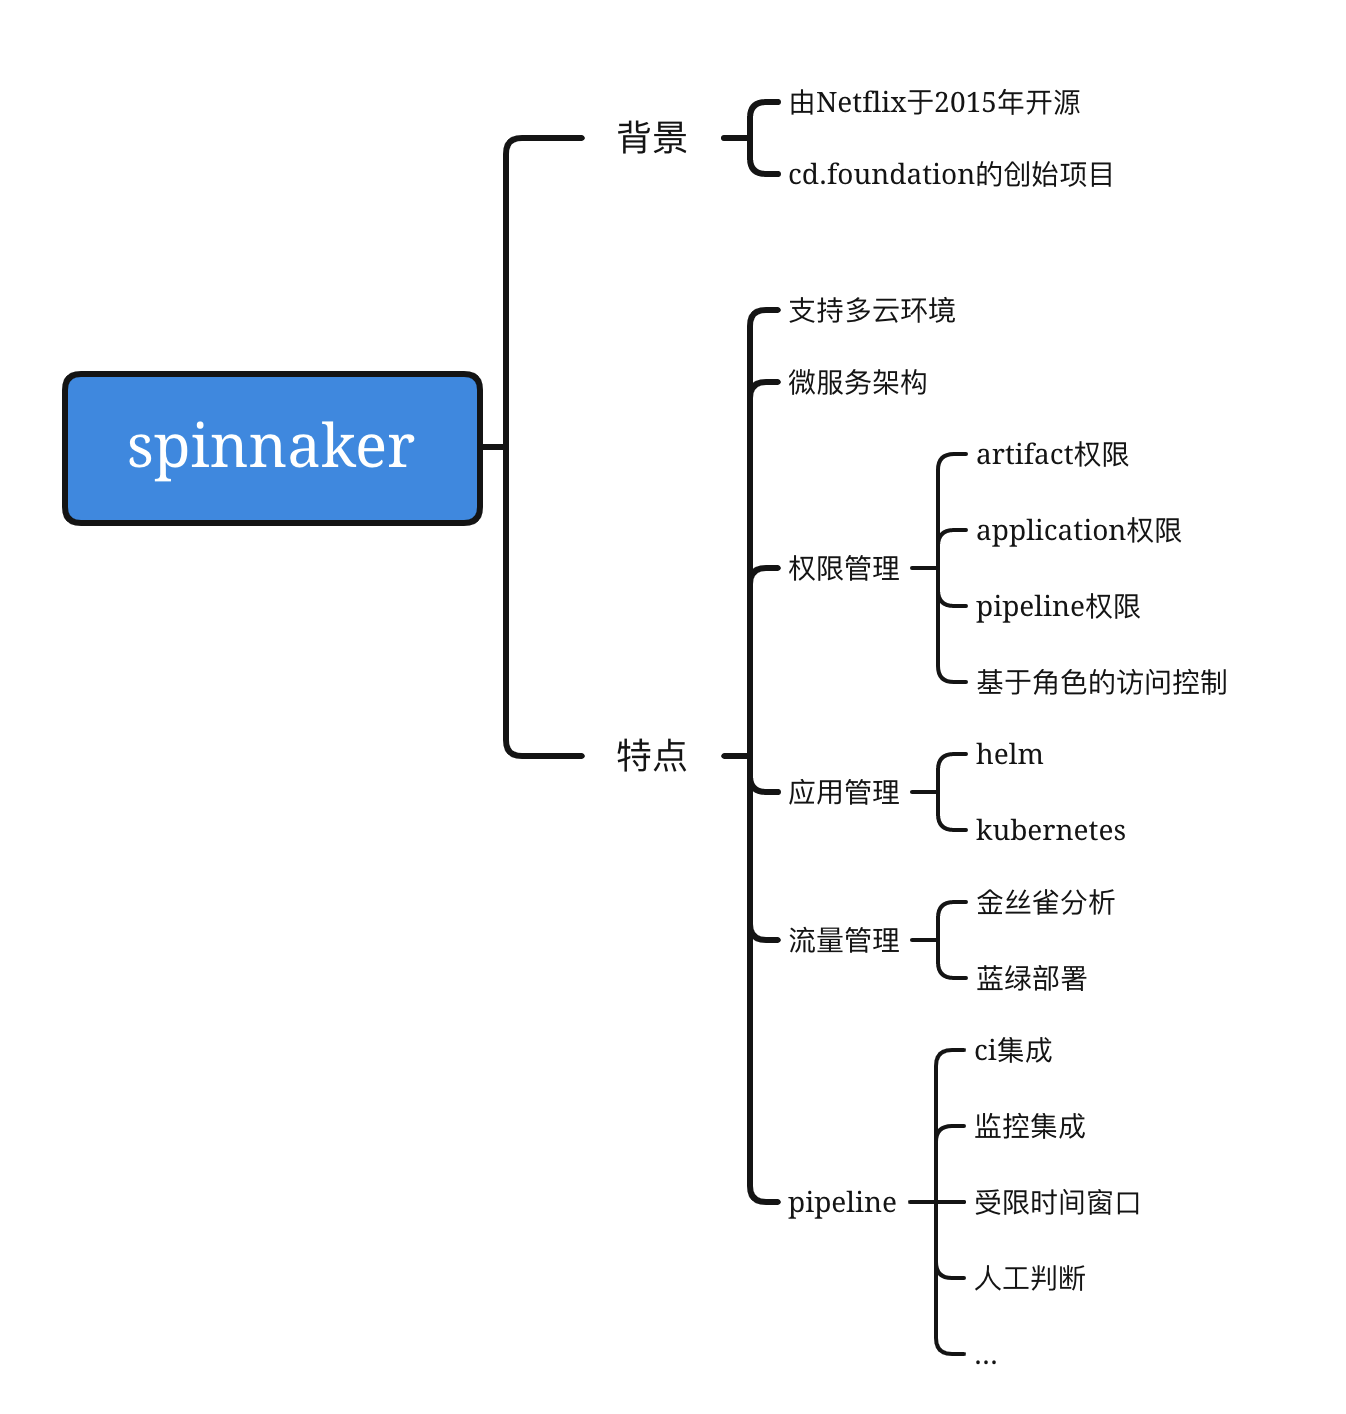 spinnaker
背景
由Netflix于2015年开源
cd.foundation的创始项目
特点
支持多云环境
微服务架构
权限管理
artifact权限
application权限
pipeline权限
基于角色的访问控制
应用管理
helm
kubernetes
流量管理
金丝雀分析
蓝绿部署
pipeline
ci集成
监控集成
受限时间窗口
人工判断
...